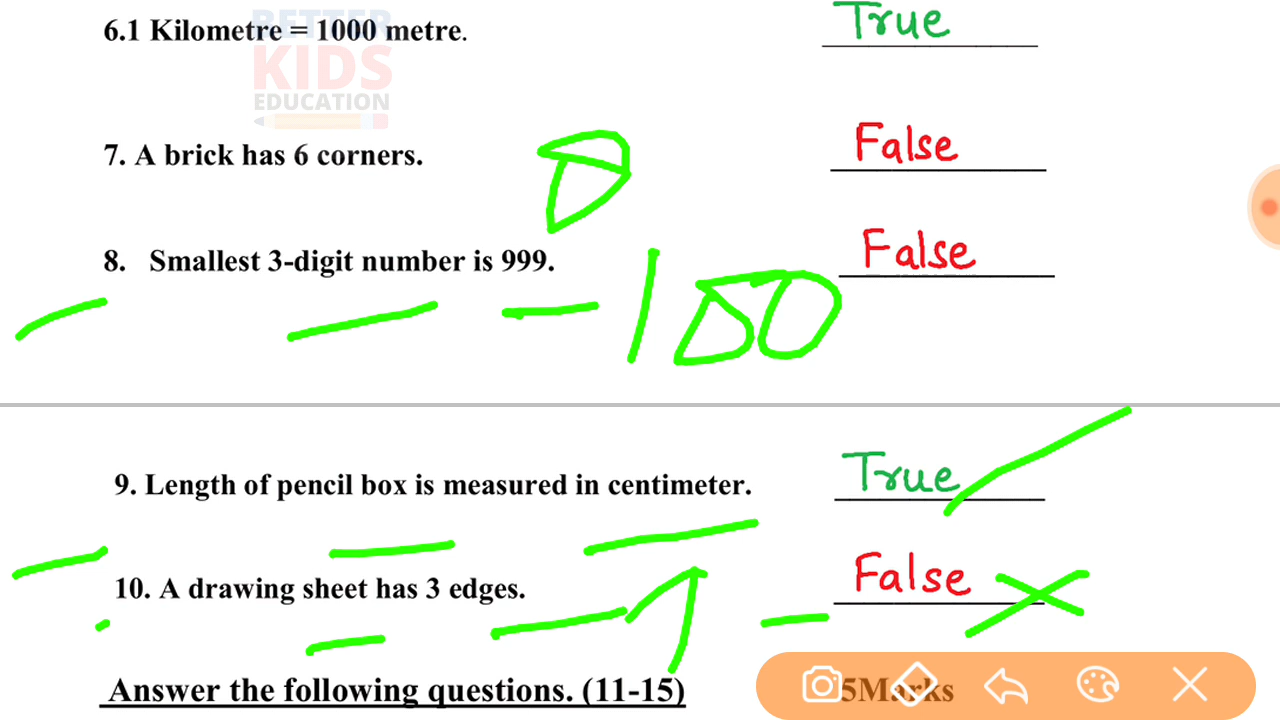 BETTER
KIDS
EDUCATION
6.1 Kilometre = 1000 metre. True
7. A brick has 6 corners. False
8
8. Smallest 3-digit number is 999. False
100
9. Length of pencil box is measured in centimeter. True
10. A drawing sheet has 3 edges. False
Answer the following questions. (11-15) 5Marks